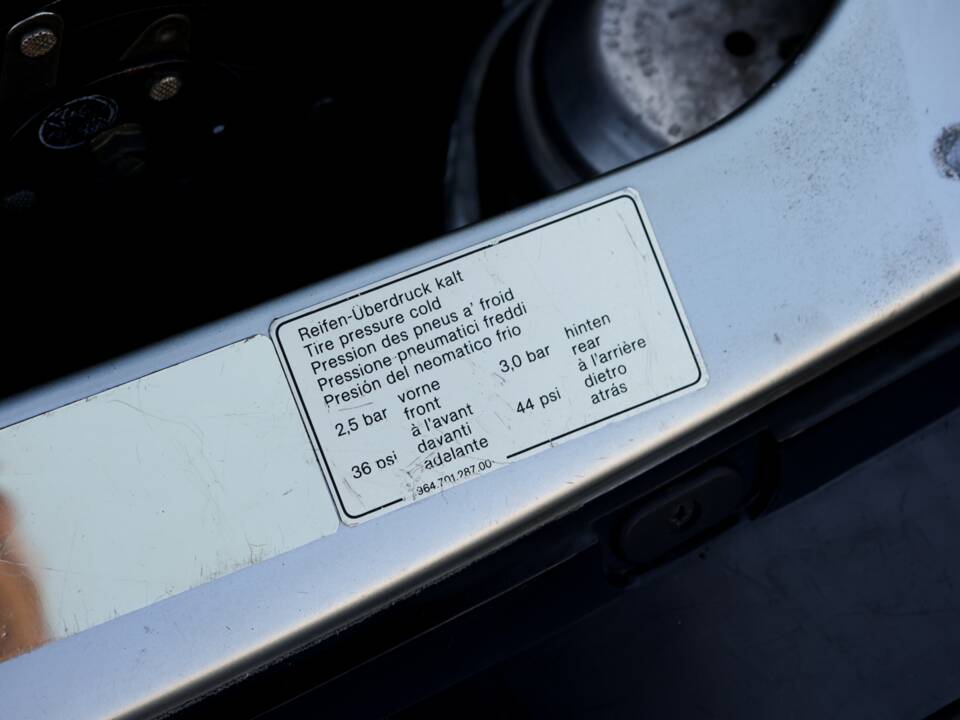 Reifen-Überdruck kalt
Tire pressure cold
Pression des pneus a' froid
Pressione pneumatici freddi
Presión del neomatico frio
2,5 bar vorne 3,0 bar hinten
front rear
à l'avant à l'arrière
36 psi davanti 44 psi dietro
adelante atrás
964.701.287.00